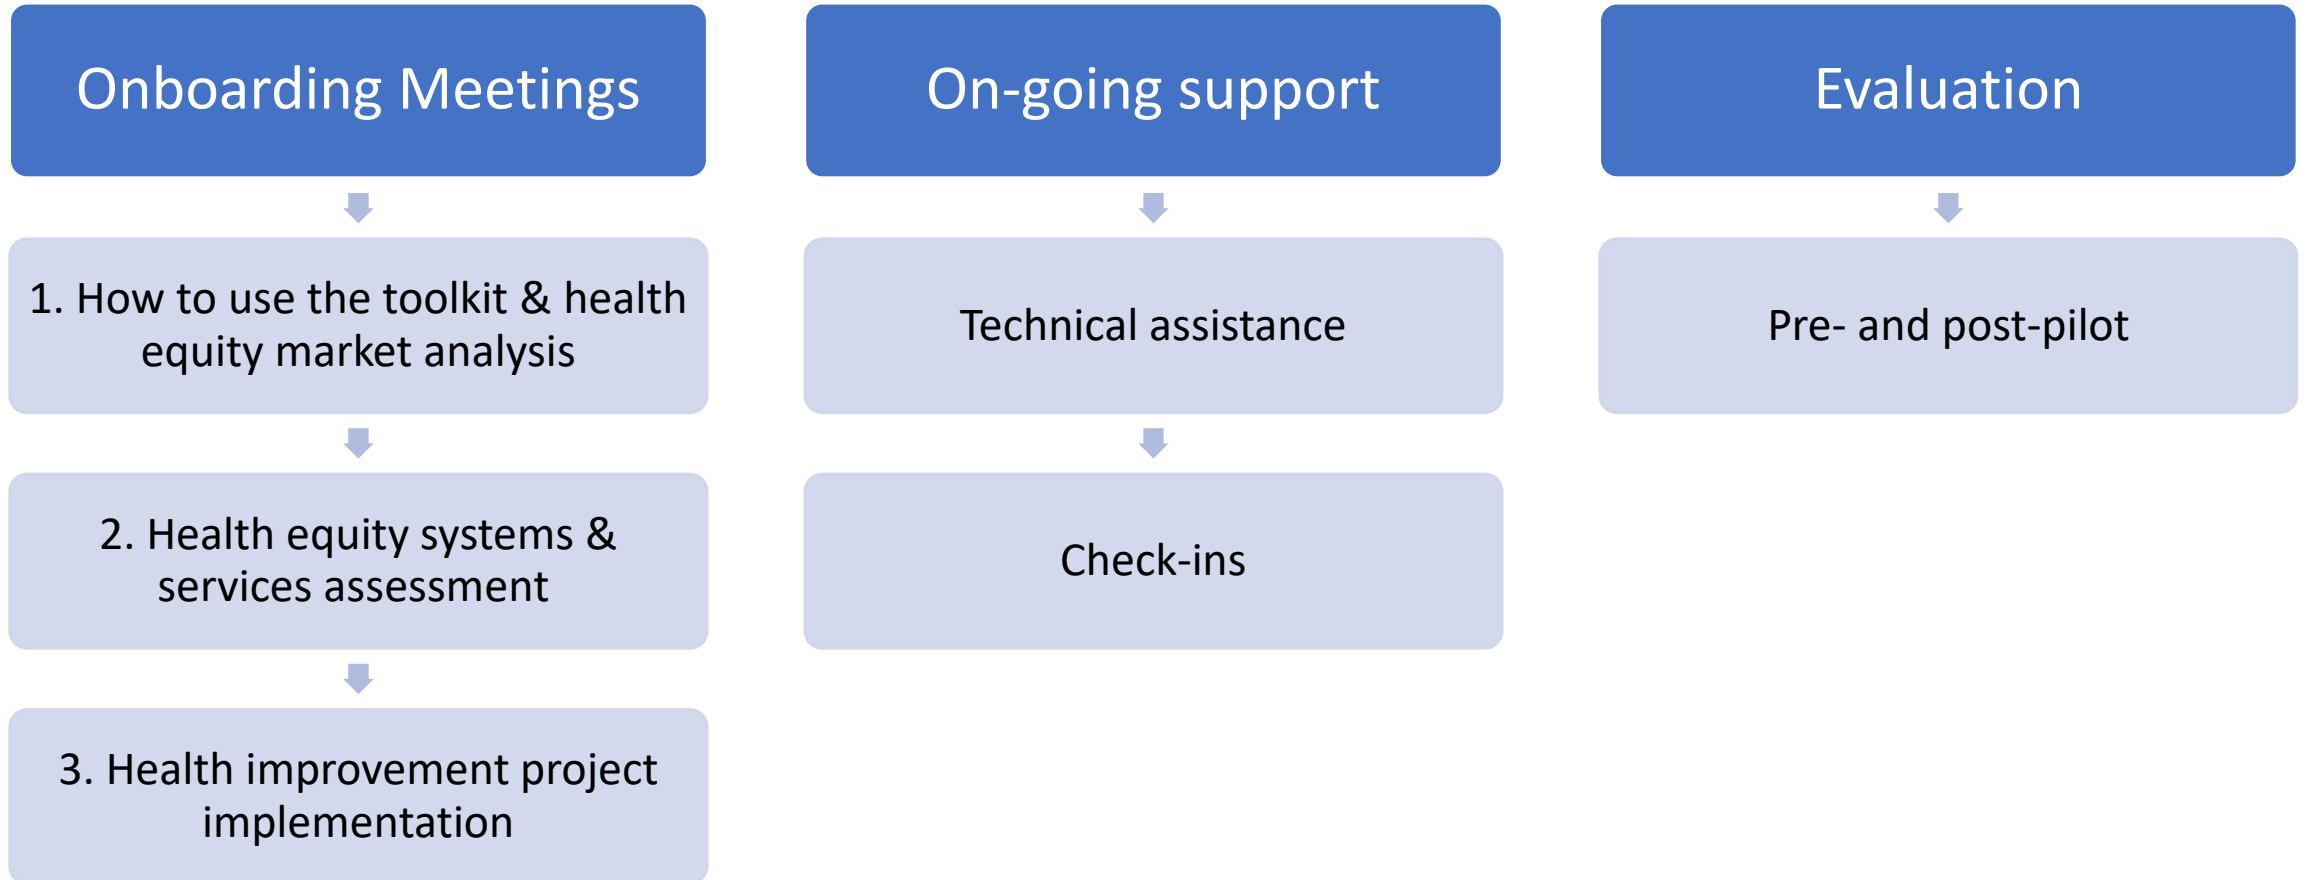 Onboarding Meetings
1. How to use the toolkit & health
equity market analysis
2. Health equity systems &
services assessment
3. Health improvement project
implementation
On-going support
Technical assistance
Check-ins
Evaluation
Pre- and post-pilot